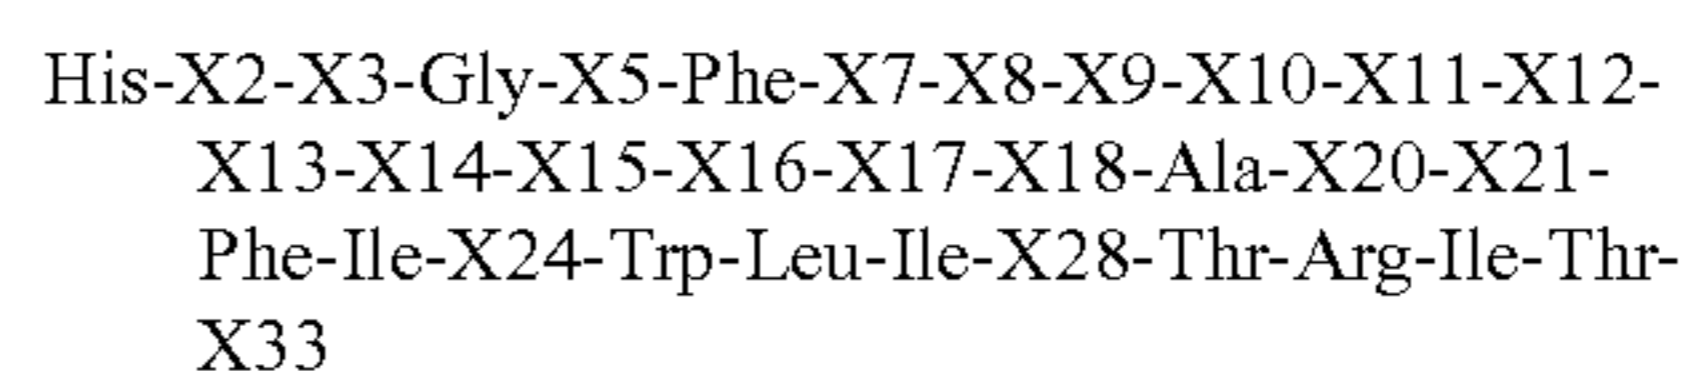 His-X2-X3-Gly-X5-Phe-X7-X8-X9-X10-X11-X12-
X13-X14-X15-X16-X17-X18-Ala-X20-X21-
Phe-Ile-X24-Trp-Leu-Ile-X28-Thr-Arg-Ile-Thr-
X33